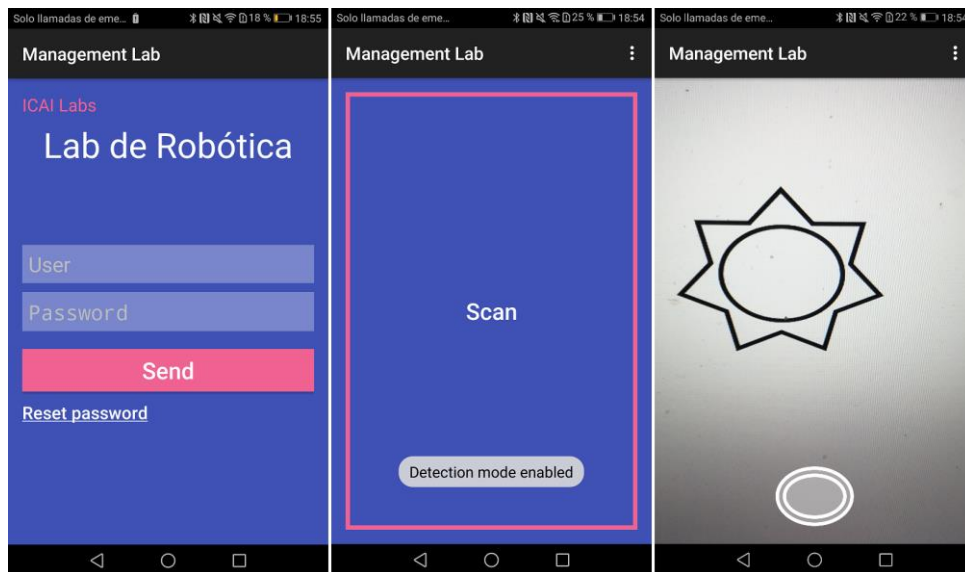 Solo llamadas de eme... 18 % 18:55
Management Lab
ICAI Labs
Lab de Robótica
User
Password
Send
Reset password
Solo llamadas de eme... 25 % 18:54
Management Lab
Scan
Detection mode enabled
Solo llamadas de eme... 22 % 18:54
Management Lab